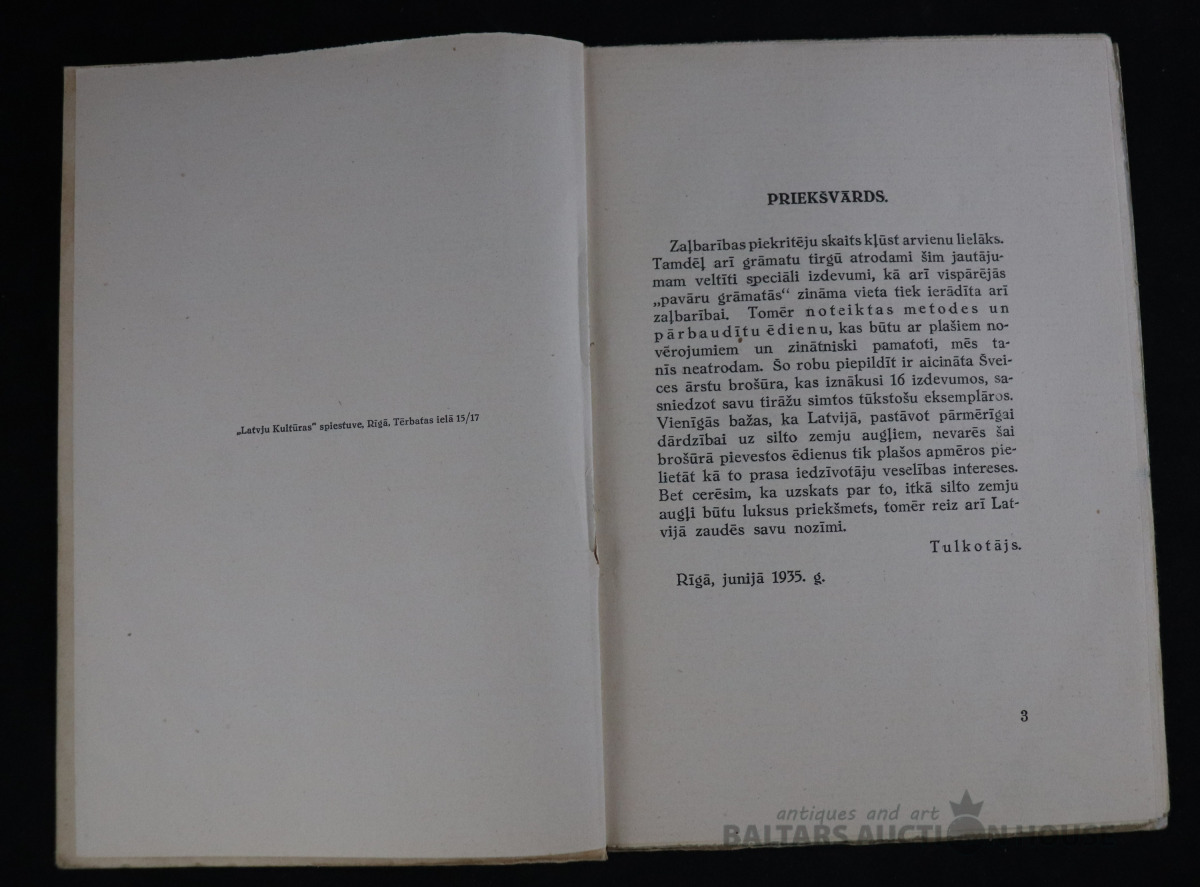 „Latvju Kultūras" spiestuve, Rīgā, Tērbatas ielā 15/17
PRIEKŠVĀRDS.
Zaļbarības piekritēju skaits kļūst arvienu lielāks.
Tamdēļ arī grāmatu tirgū atrodami šim jautāju-
mam veltīti speciāli izdevumi, kā arī vispārējās
„pavāru grāmatās“ zināma vieta tiek ierādīta arī
zaļbarībai. Tomēr noteiktas metodes un
pārbaudītu ēdienu, kas būtu ar plašiem no-
vērojumiem un zinātniski pamatoti, mēs ta-
nīs neatrodam. Šo robu piepildīt ir aicināta Švei-
ces ārstu brošūra, kas iznākusi 16 izdevumos, sa-
sniedzot savu tirāžu simtos tūkstošu eksemplāros.
Vienīgās bažas, ka Latvijā, pastāvot pārmērīgai
dārdzībai uz silto zemju augļiem, nevarēs šai
brošūrā pievestos ēdienus tik plašos apmēros pie-
lietāt kā to prasa iedzīvotāju veselības intereses.
Bet cerēsim, ka uzskats par to, itkā silto zemju
augļi būtu luksus priekšmets, tomēr reiz arī Lat-
vijā zaudēs savu nozīmi.
Tulkotājs.
Rīgā, junijā 1935. g.
3
antiques and art
BALTARS AUCTION HOUSE